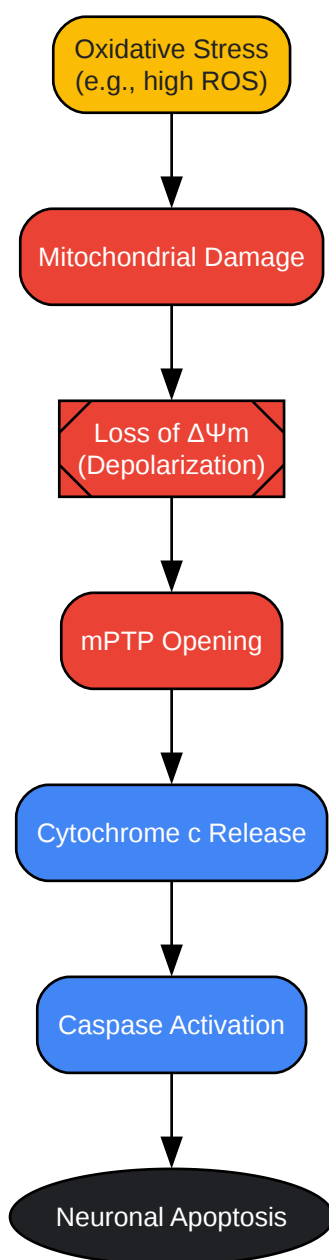 Oxidative Stress
(e.g., high ROS)
Mitochondrial Damage
Loss of ΔΨm
(Depolarization)
mPTP Opening
Cytochrome c Release
Caspase Activation
Neuronal Apoptosis